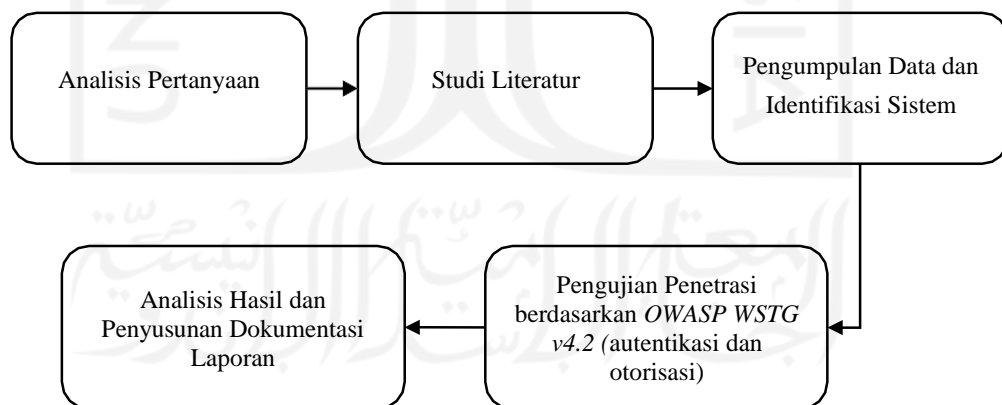 Analisis Pertanyaan
Studi Literatur
Pengumpulan Data dan
Identifikasi Sistem
Pengujian Penetrasi
berdasarkan OWASP WSTG
v4.2 (autentikasi dan
otorisasi)
Analisis Hasil dan
Penyusunan Dokumentasi
Laporan